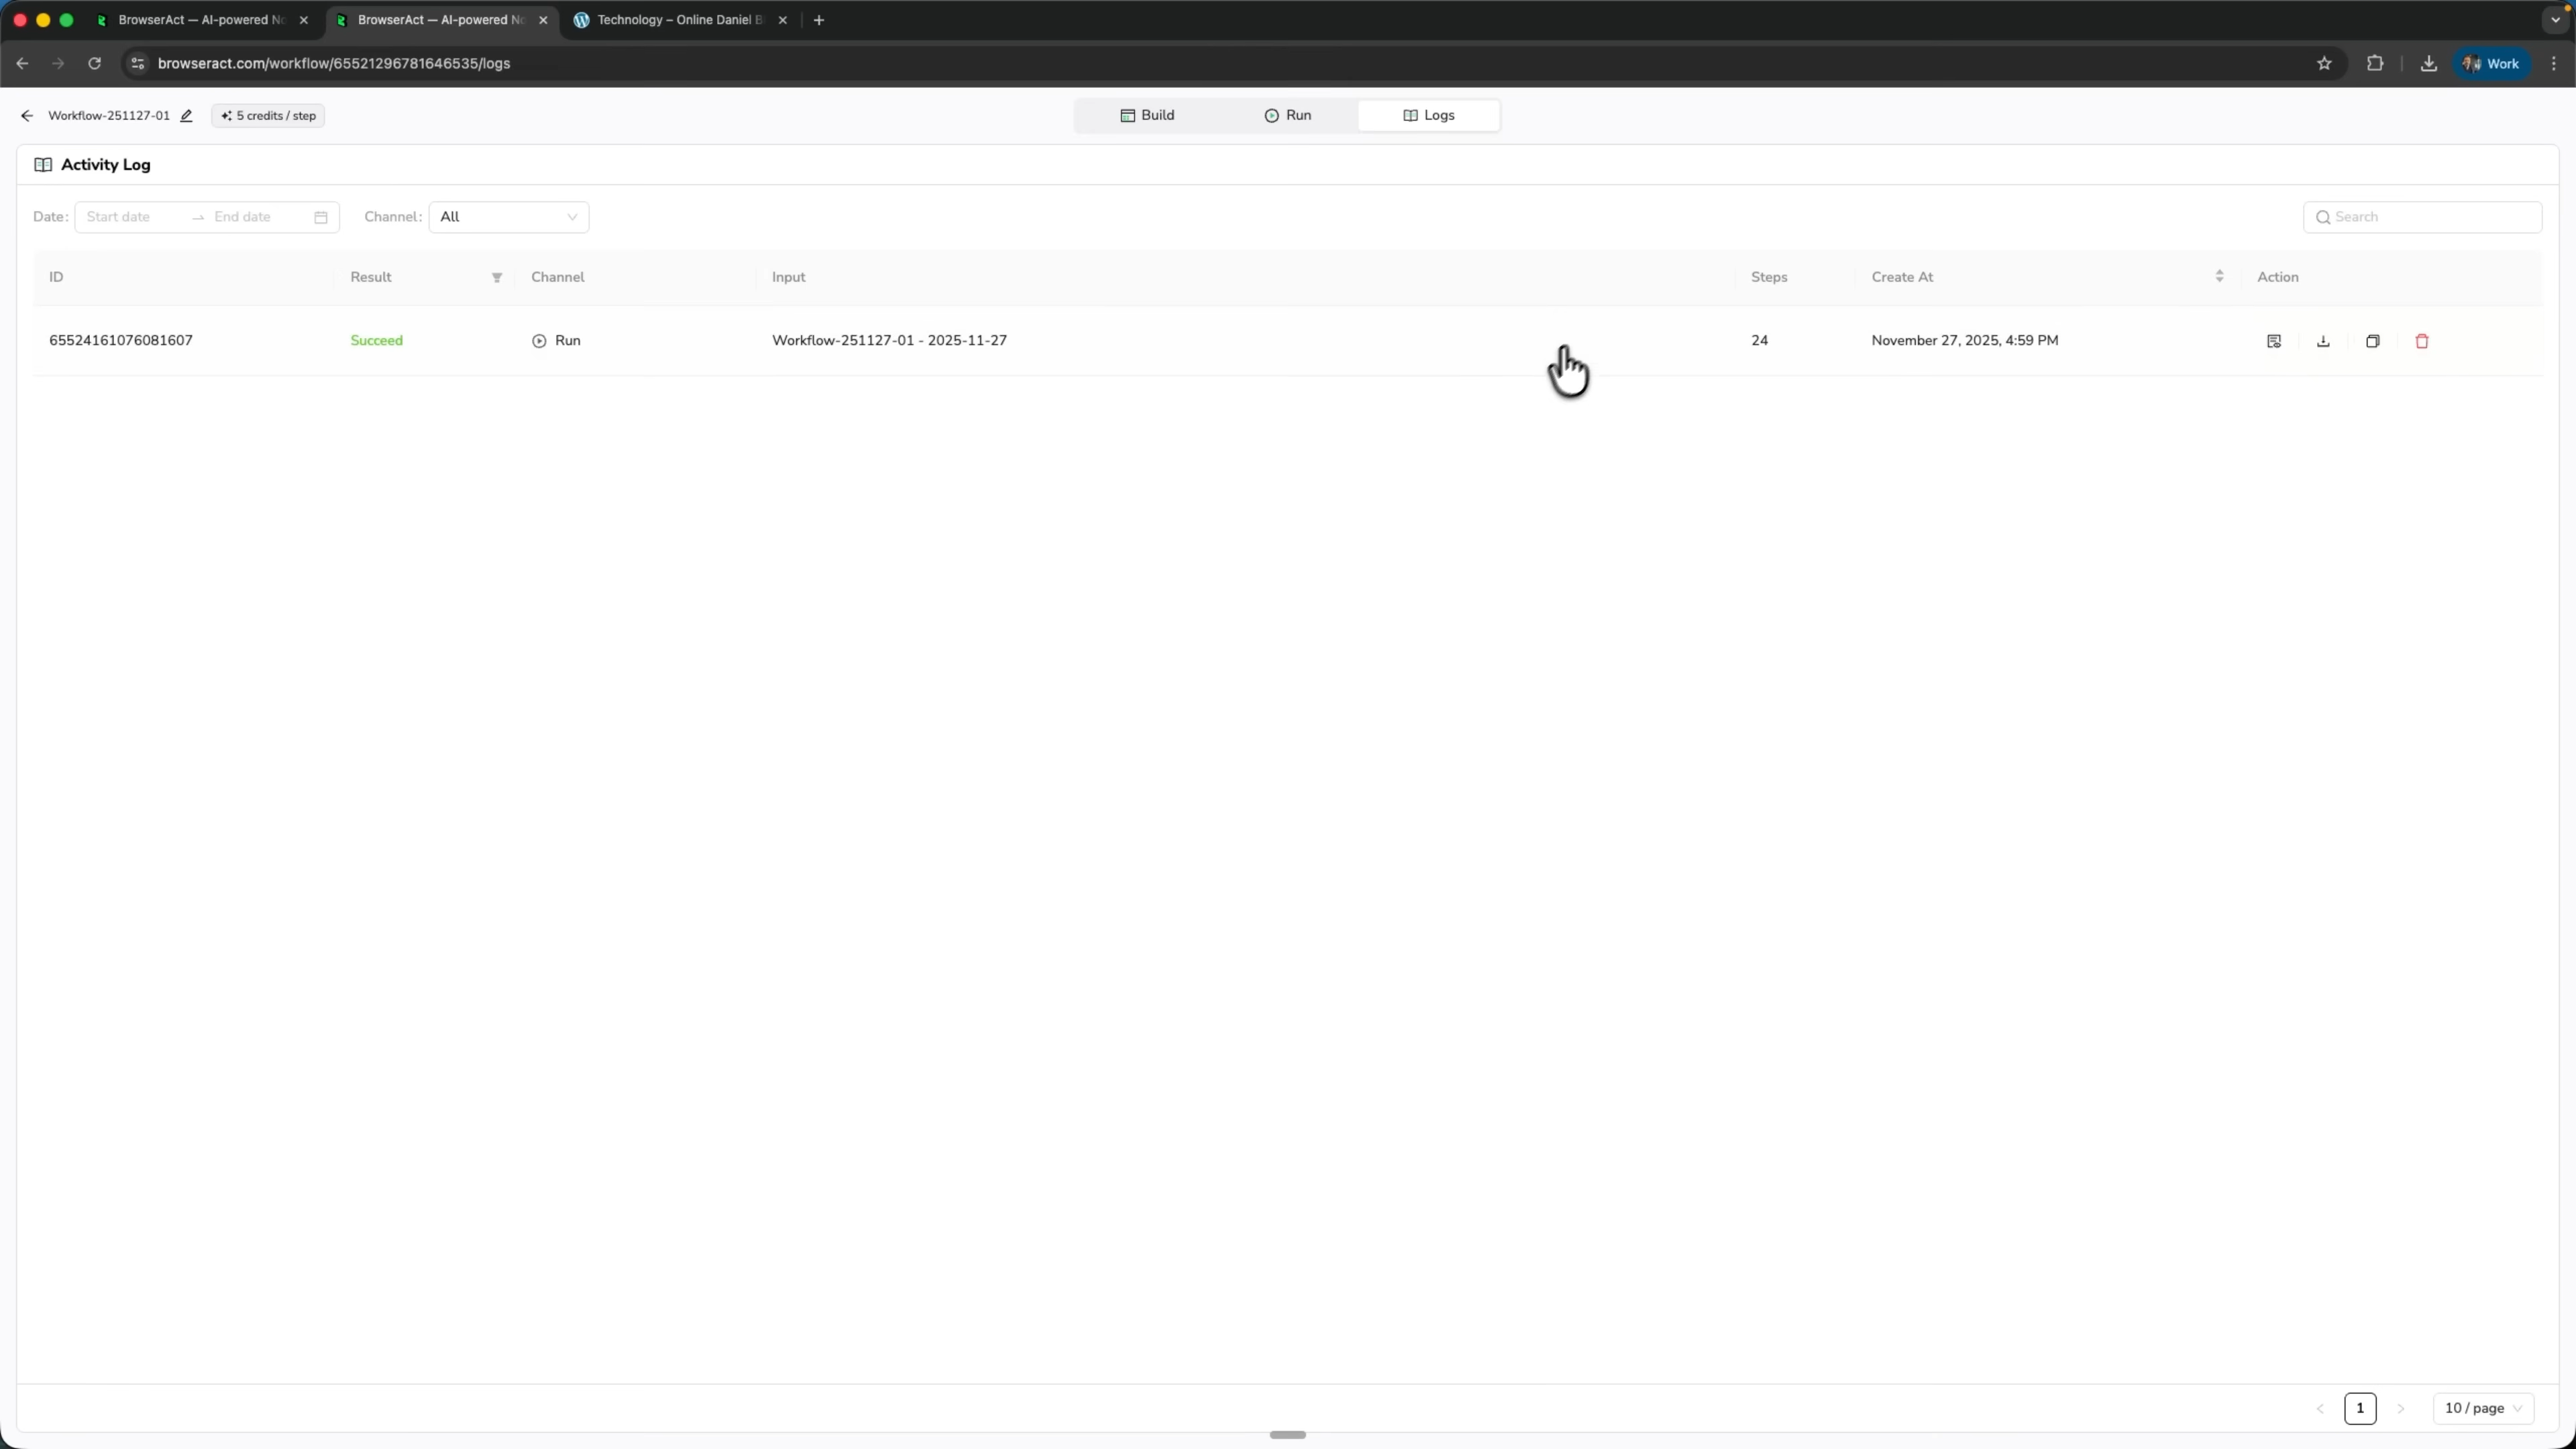 BrowserAct — AI-powered No
BrowserAct — AI-powered No
Technology – Online Daniel B
browseract.com/workflow/65521296781646535/logs
Work
Workflow-251127-01
5 credits / step
Build
Run
Logs
Activity Log
Date: Start date End date Channel: All
Search
ID Result Channel Input Steps Create At Action
65524161076081607 Succeed Run Workflow-251127-01 - 2025-11-27 24 November 27, 2025, 4:59 PM
1
10 / page